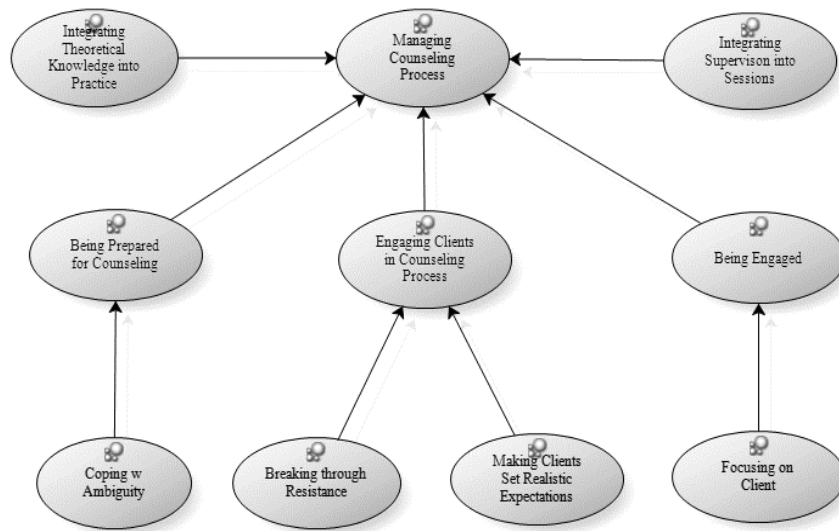 Integrating
Theoretical
Knowledge into
Practice
Managing
Counseling
Process
Integrating
Supervison into
Sessions
Being Prepared
for Counseling
Engaging Clients
in Counseling
Process
Being Engaged
Coping w
Ambiguity
Breaking through
Resistance
Making Clients
Set Realistic
Expectations
Focusing on
Client